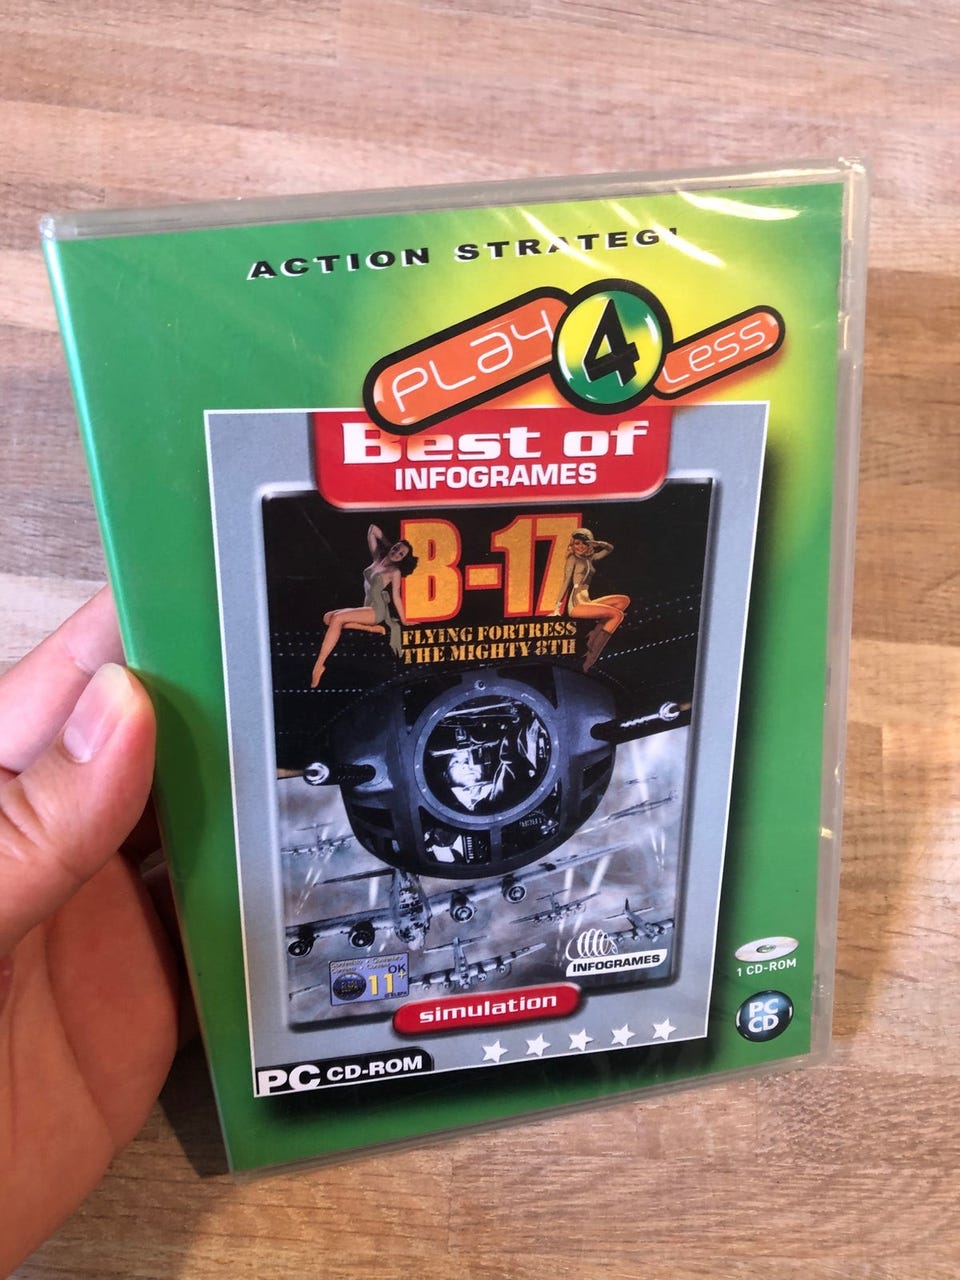 ACTION STRATEGI
PLAY 4 LESS
Best of
INFOGRAMES
B-17
FLYING FORTRESS
THE MIGHTY 8TH
OK
11+
INFOGRAMES
simulation
1 CD-ROM
PC
CD
PC CD-ROM